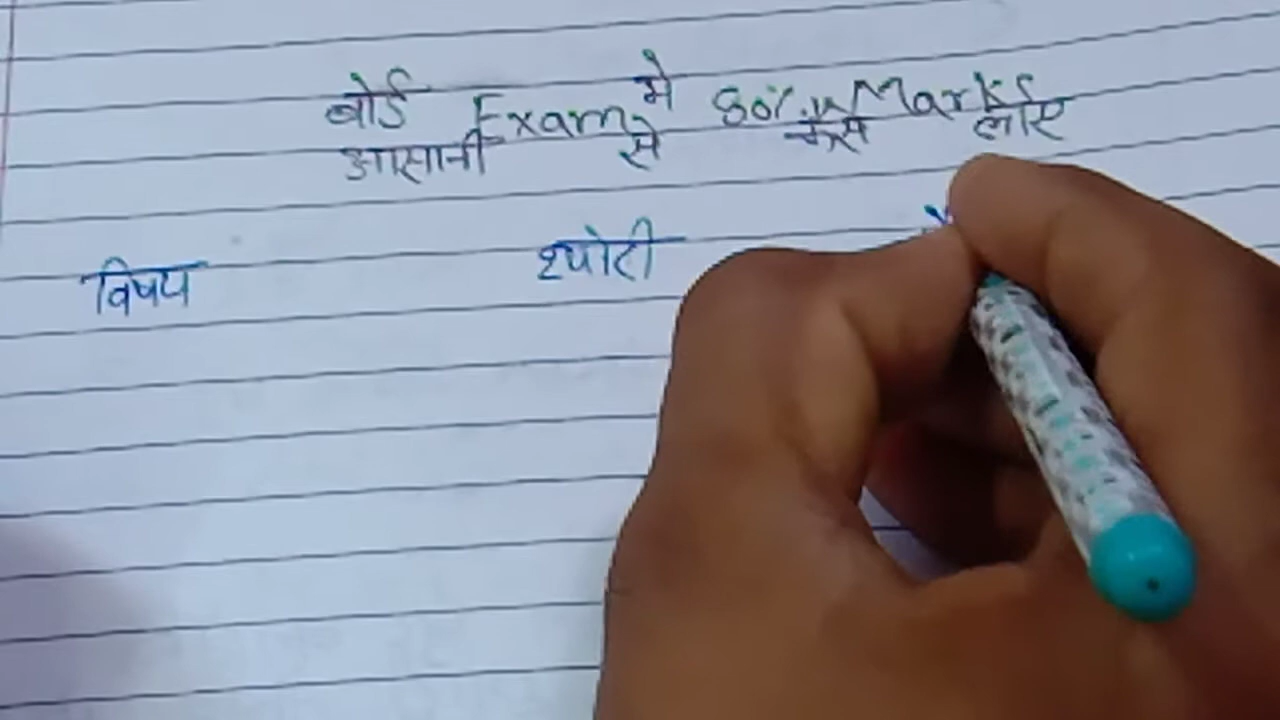 बोर्ड Exam में 80% Marks
आसानी से कैसे लाए
विषय थ्योरी